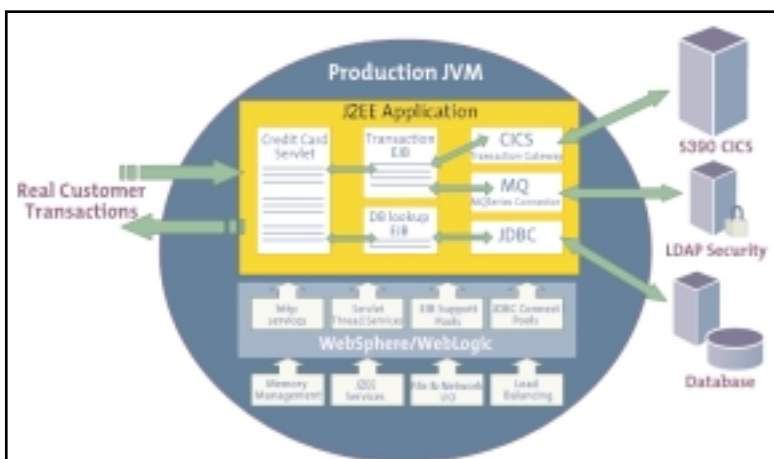 Production JVM
J2EE Application
Credit Card
Servlet
Transaction
EJB
CICS
Transaction Gateway
MQ
MQSeries Connector
DB lookup
EJB
JDBC
Real Customer
Transactions
S390 CICS
LDAP Security
Database
http
services
Servlet
Thread Services
EJB Support
Pools
JDBC Connect
Pools
WebSphere/WebLogic
Memory
Management
J2EE
Services
File & Network
I/O
Load
Balancing